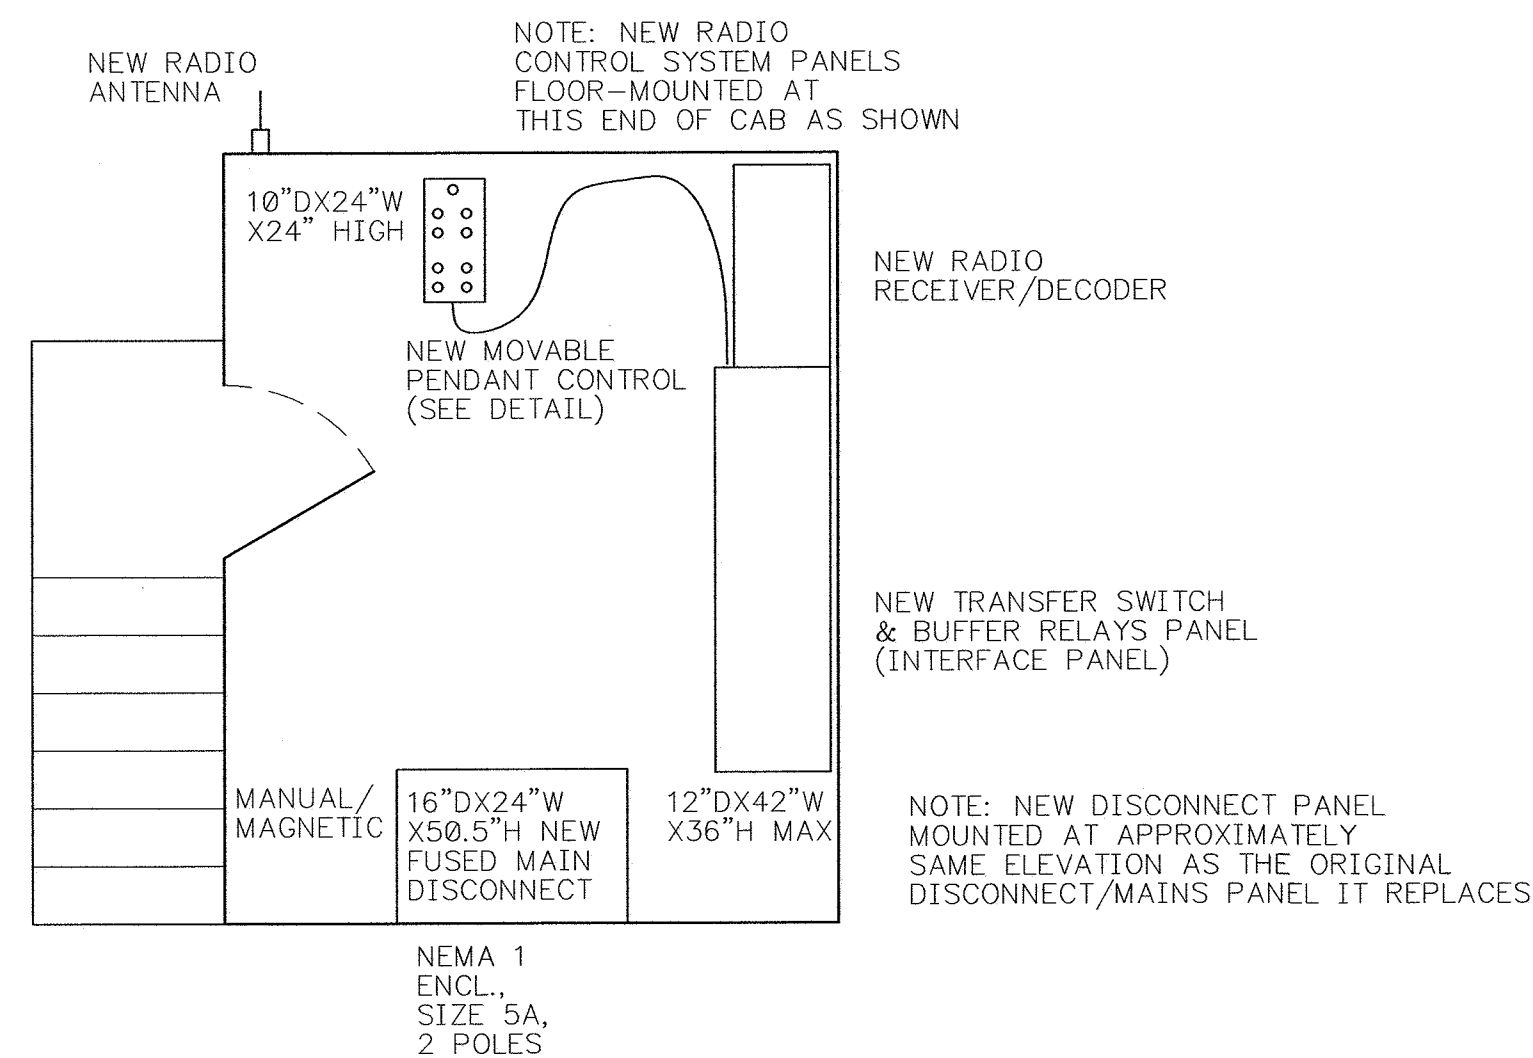 NOTE: NEW RADIO
CONTROL SYSTEM PANELS
FLOOR-MOUNTED AT
THIS END OF CAB AS SHOWN
NEW RADIO
ANTENNA
10"DX24"W
X24" HIGH
NEW RADIO
RECEIVER/DECODER
NEW MOVABLE
PENDANT CONTROL
(SEE DETAIL)
NEW TRANSFER SWITCH
& BUFFER RELAYS PANEL
(INTERFACE PANEL)
MANUAL/
MAGNETIC
16"DX24"W
X50.5"H NEW
FUSED MAIN
DISCONNECT
12"DX42"W
X36"H MAX
NOTE: NEW DISCONNECT PANEL
MOUNTED AT APPROXIMATELY
SAME ELEVATION AS THE ORIGINAL
DISCONNECT/MAINS PANEL IT REPLACES
NEMA 1
ENCL.,
SIZE 5A,
2 POLES